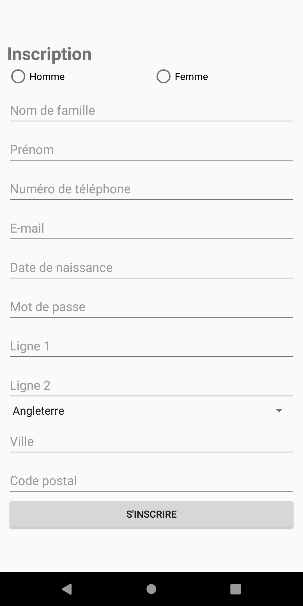 Inscription
Homme Femme
Nom de famille
Prénom
Numéro de téléphone
E-mail
Date de naissance
Mot de passe
Ligne 1
Ligne 2
Angleterre
Ville
Code postal
S'INSCRIRE